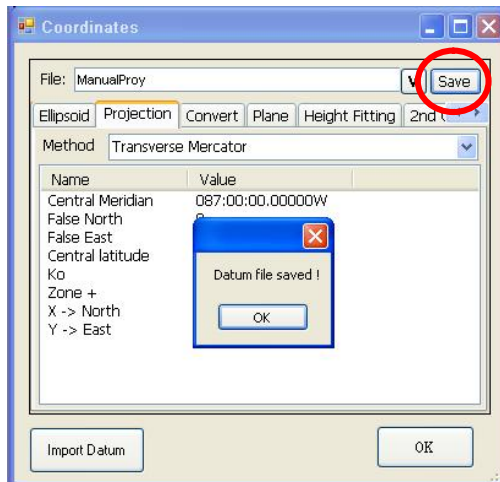 Coordinates
File: ManualProy V Save
Ellipsoid Projection Convert Plane Height Fitting 2nd
Method Transverse Mercator
Name Value
Central Meridian 087:00:00.00000W
False North
False East
Central latitude
Ko
Zone +
X -> North
Y -> East
Datum file saved !
OK
Import Datum OK